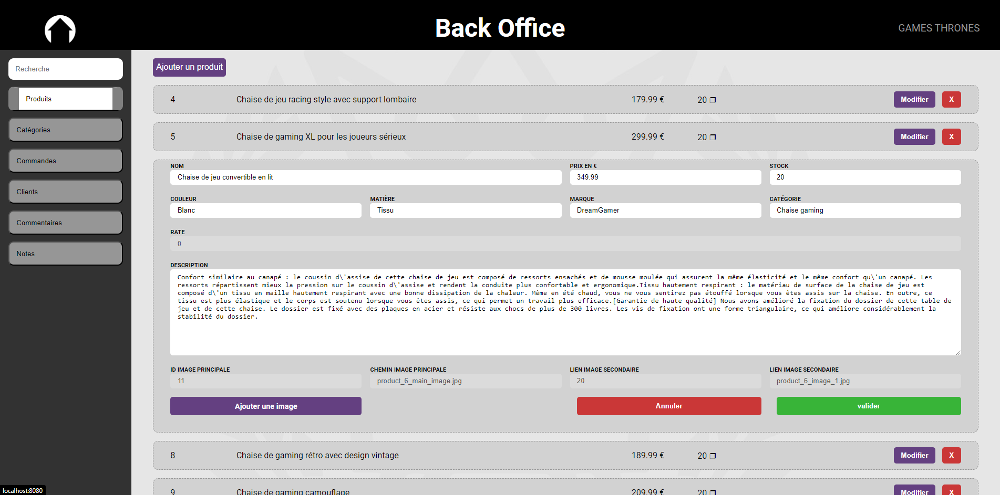 Back Office
GAMES THRONES
Recherche
Produits
Catégories
Commandes
Clients
Commentaires
Notes
Ajouter un produit
4 Chaise de jeu racing style avec support lombaire 179.99 € 20 Modifier X
5 Chaise de gaming XL pour les joueurs sérieux 299.99 € 20 Modifier X
NOM PRIX EN € STOCK
Chaise de jeu convertible en lit 349.99 20
COULEUR MATIÈRE MARQUE CATÉGORIE
Blanc Tissu DreamGamer Chaise gaming
RATE
0
DESCRIPTION
Confort similaire au canapé : le coussin d\'assise de cette chaise de jeu est composé de ressorts ensachés et de mousse moulée qui assurent la même élasticité et le même confort qu\'un canapé. Les
ressorts répartissent mieux la pression sur le coussin d\'assise et rendent la conduite plus confortable et ergonomique.Tissu hautement respirant : le matériau de surface de la chaise de jeu est
composé d\'un tissu en maille hautement respirant avec une bonne dissipation de la chaleur. Même en été chaud, vous ne vous sentirez pas étouffé lorsque vous êtes assis sur la chaise. En outre, ce
tissu est plus élastique et le corps est soutenu lorsque vous êtes assis, ce qui permet un travail plus efficace.[Garantie de haute qualité] Nous avons amélioré la fixation du dossier de cette table de
jeu et de cette chaise. Le dossier est fixé avec des plaques en acier et résiste aux chocs de plus de 300 livres. Les vis de fixation ont une forme triangulaire, ce qui améliore considérablement la
stabilité du dossier.
ID IMAGE PRINCIPALE CHEMIN IMAGE PRINCIPALE LIEN IMAGE SECONDAIRE LIEN IMAGE SECONDAIRE
11 product_6_main_image.jpg 20 product_6_image_1.jpg
Ajouter une image Annuler valider
8 Chaise de gaming rétro avec design vintage 189.99 € 20 Modifier X
9 Chaise de gaming camouflage 209.99 € 20 Modifier X
localhost:8080